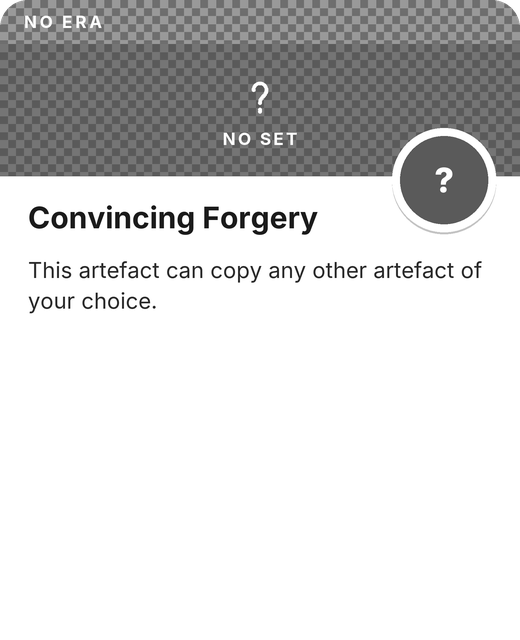 NO ERA
?
NO SET
?
Convincing Forgery
This artefact can copy any other artefact of
your choice.